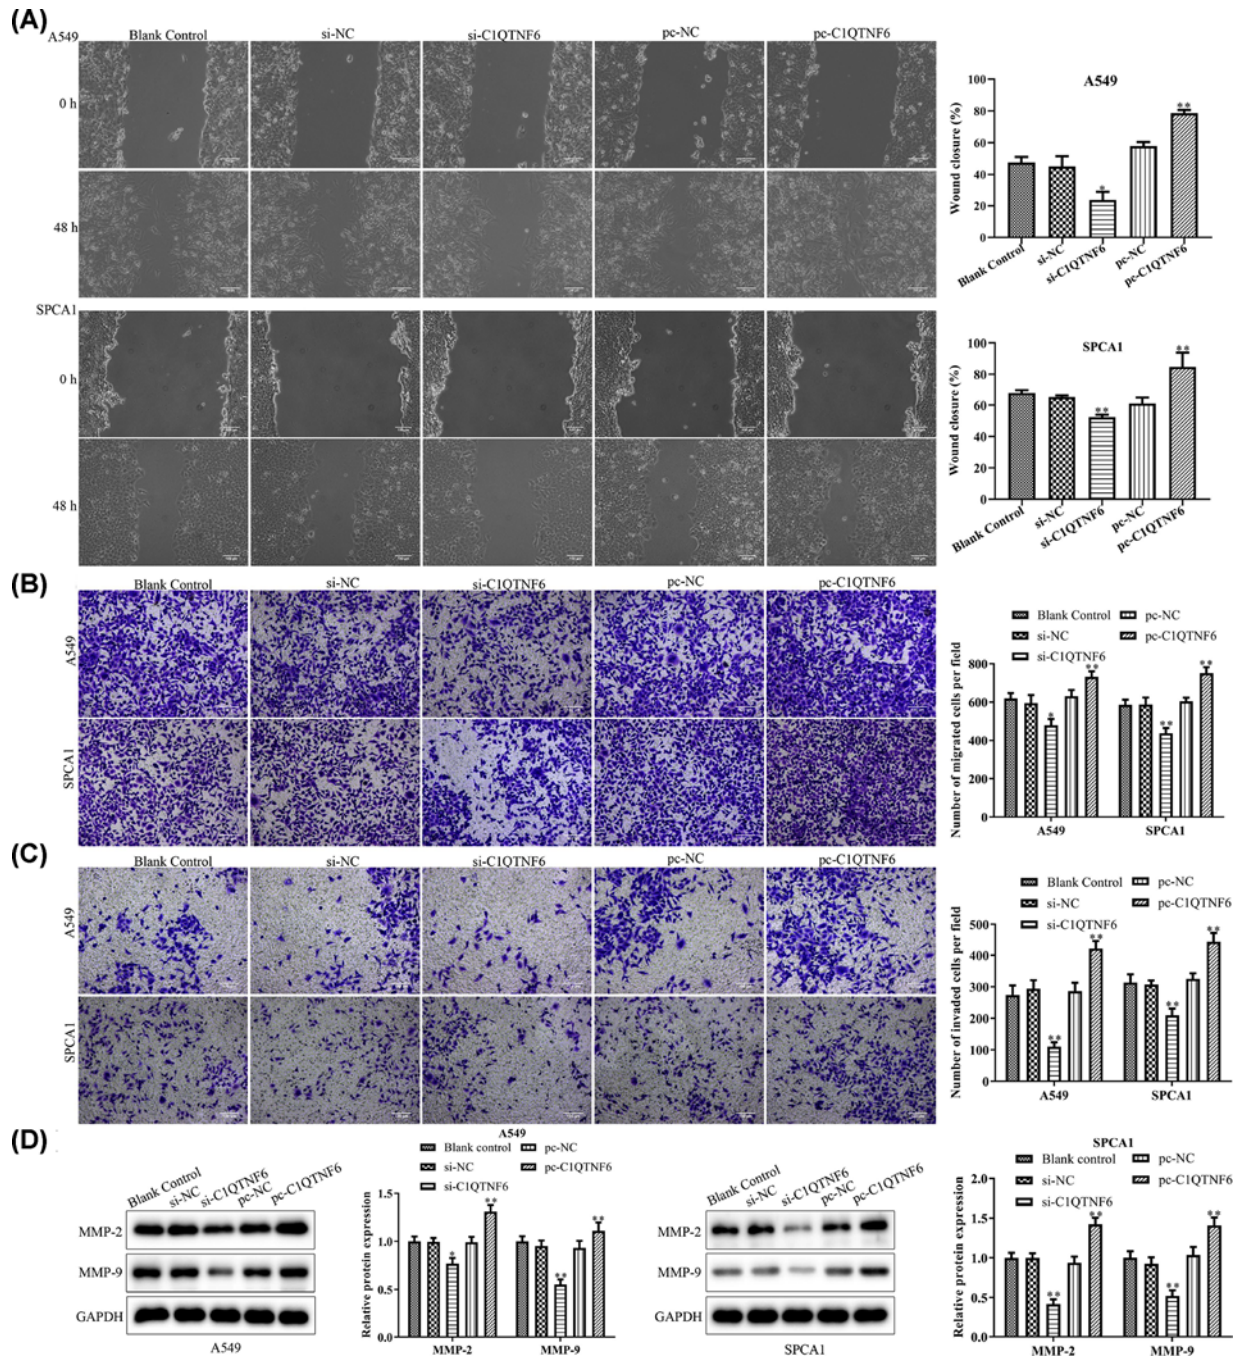 (A)
A549
Blank Control si-NC si-C1QTNF6 pc-NC pc-C1QTNF6
0 h
48 h
SPCA1
0 h
48 h
A549
Wound closure (%)
100
80
60
40
20
0
Blank Control si-NC si-C1QTNF6 pc-NC pc-C1QTNF6
* **
SPCA1
Wound closure (%)
100
80
60
40
20
0
Blank Control si-NC si-C1QTNF6 pc-NC pc-C1QTNF6
** **
(B)
Blank Control si-NC si-C1QTNF6 pc-NC pc-C1QTNF6
A549
SPCA1
Blank Control pc-NC
si-NC pc-C1QTNF6
si-C1QTNF6
Number of migrated cells per field
800
600
400
200
0
* ** ** **
A549 SPCA1
(C)
Blank Control si-NC si-C1QTNF6 pc-NC pc-C1QTNF6
A549
SPCA1
Blank Control pc-NC
si-NC pc-C1QTNF6
si-C1QTNF6
Number of invaded cells per field
500
400
300
200
100
0
** ** ** **
A549 SPCA1
(D)
Blank Control si-NC si-C1QTNF6 pc-NC pc-C1QTNF6
MMP-2
MMP-9
GAPDH
A549
A549
Blank control pc-NC
si-NC pc-C1QTNF6
si-C1QTNF6
Relative protein expression
1.5
1.0
0.5
0.0
* ** ** **
MMP-2 MMP-9
Blank Control si-NC si-C1QTNF6 pc-NC pc-C1QTNF6
MMP-2
MMP-9
GAPDH
SPCA1
SPCA1
Blank control pc-NC
si-NC pc-C1QTNF6
si-C1QTNF6
Relative protein expression
2.0
1.5
1.0
0.5
0.0
** ** ** **
MMP-2 MMP-9